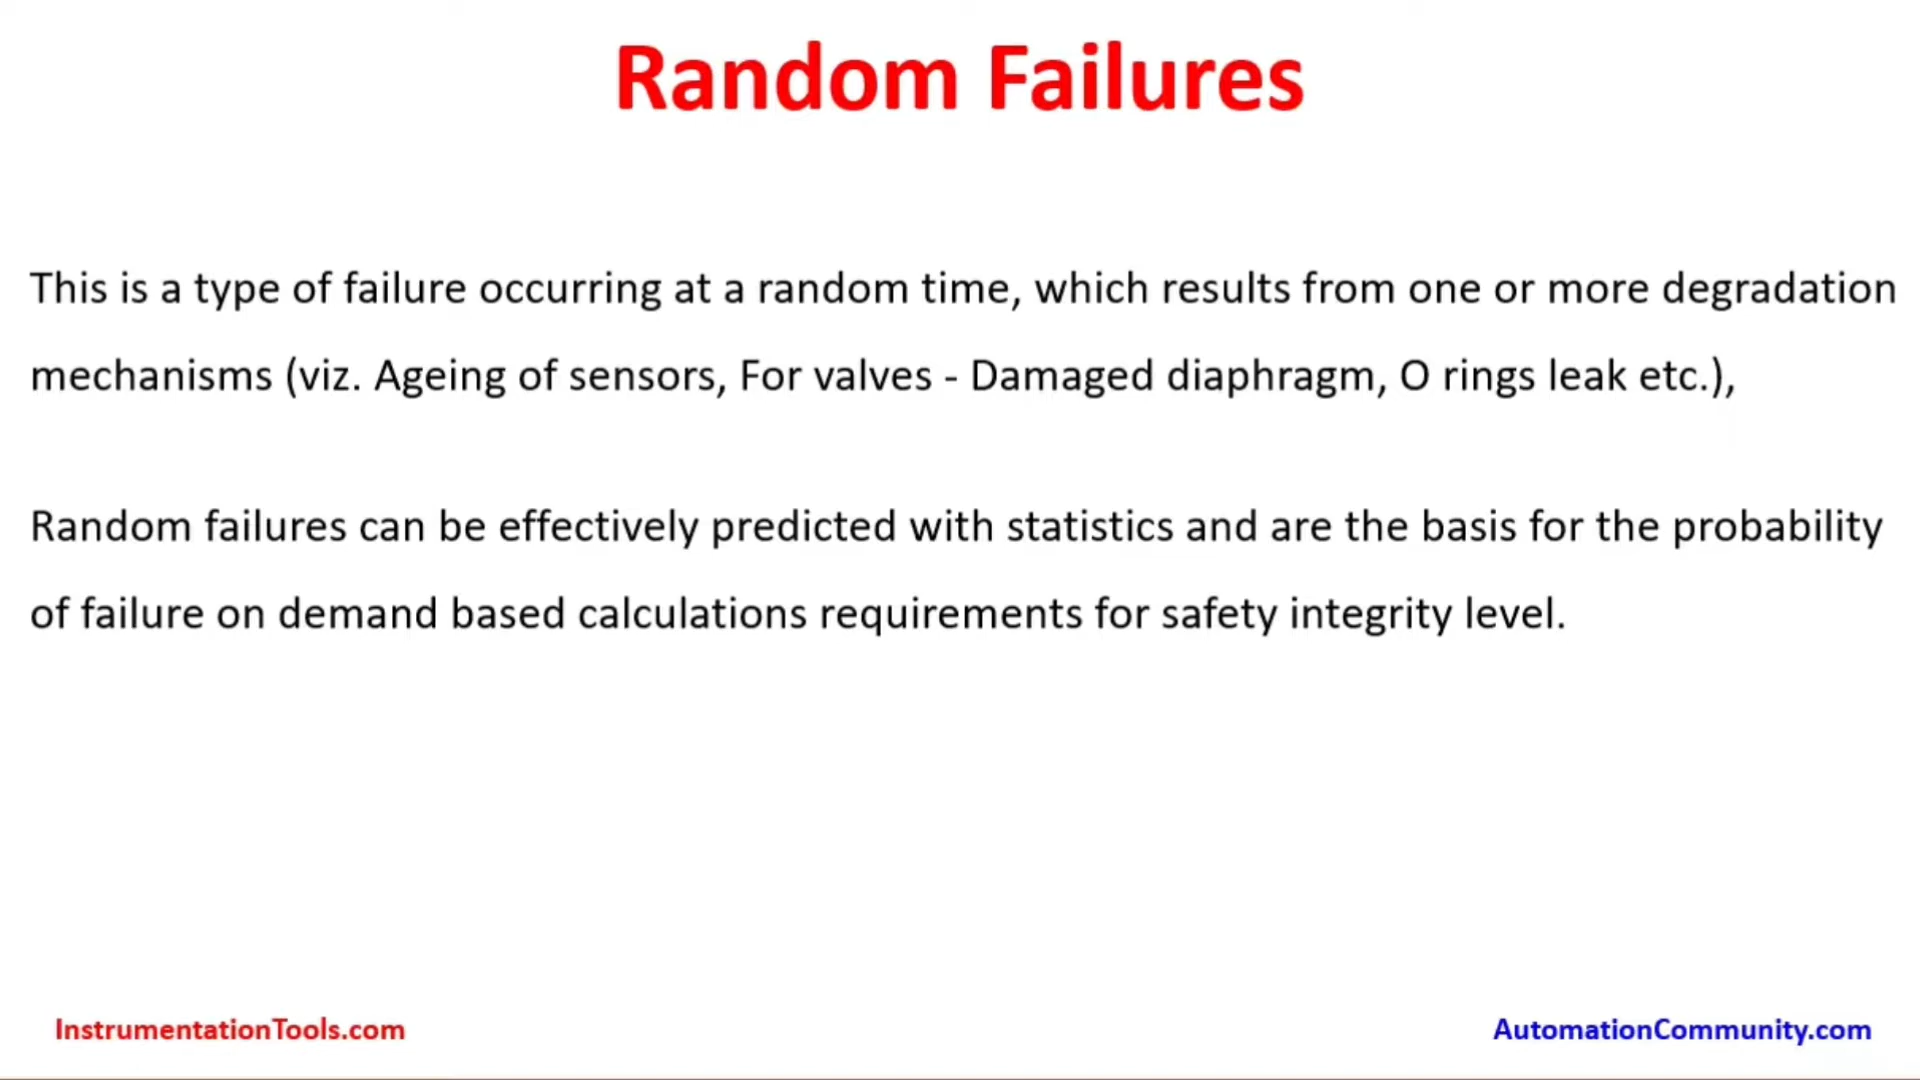 Random Failures
This is a type of failure occurring at a random time, which results from one or more degradation
mechanisms (viz. Ageing of sensors, For valves - Damaged diaphragm, O rings leak etc.),
Random failures can be effectively predicted with statistics and are the basis for the probability
of failure on demand based calculations requirements for safety integrity level.
InstrumentationTools.com
AutomationCommunity.com